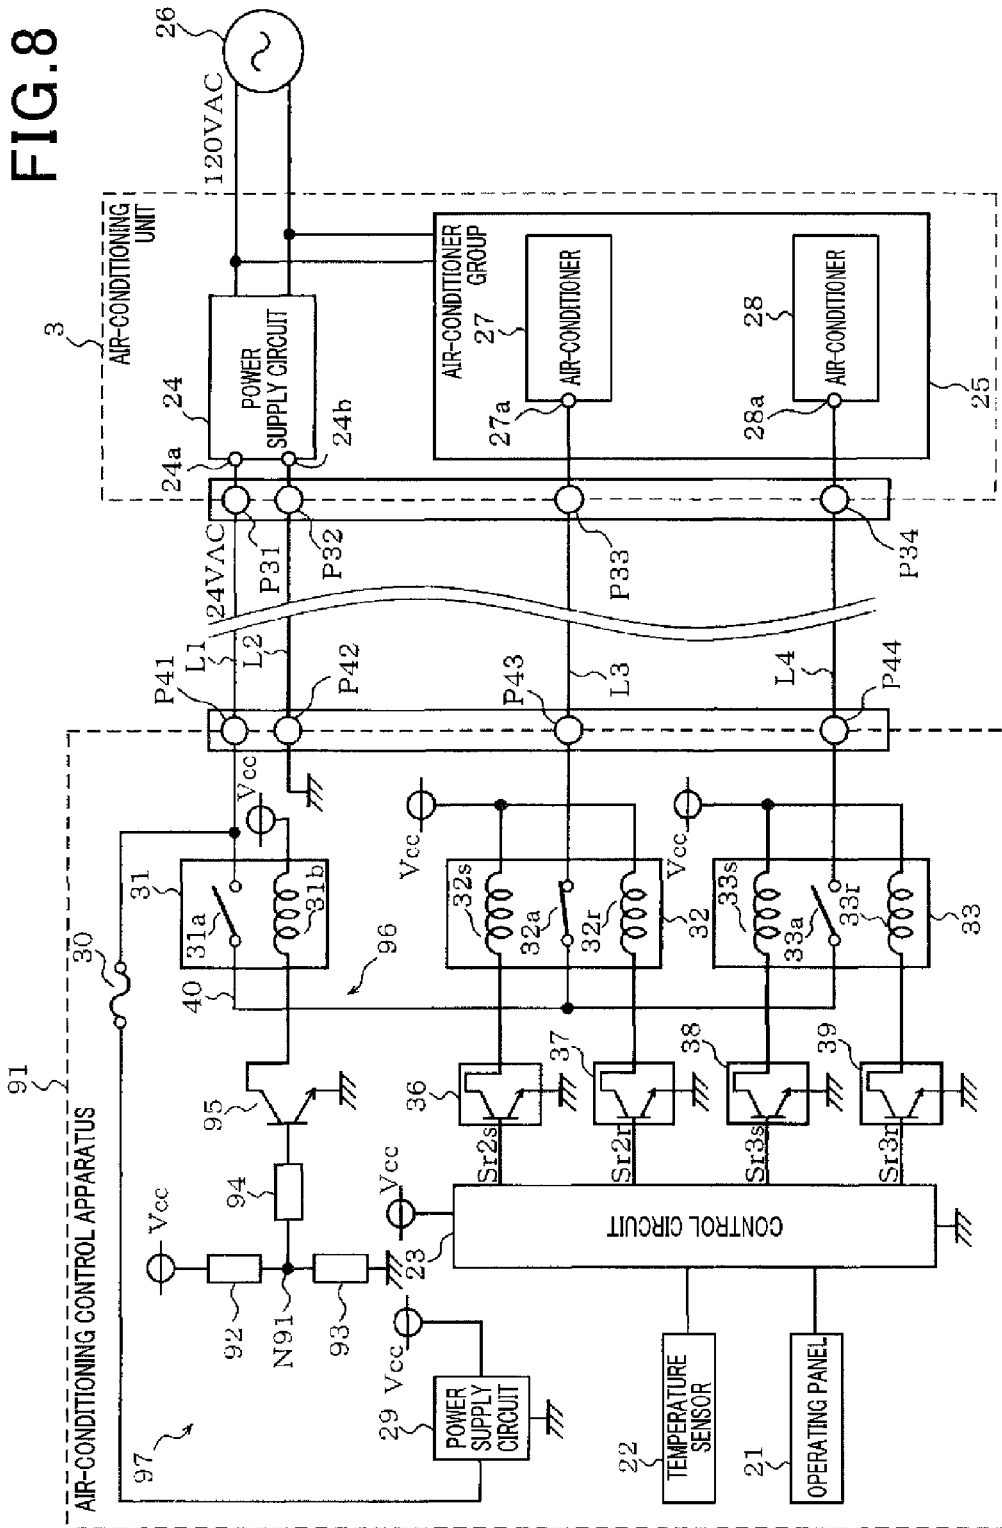 FIG.8
26
120VAC
3
AIR-CONDITIONING
UNIT
24
POWER
SUPPLY CIRCUIT
24a
24b
AIR-CONDITIONER
GROUP
27
AIR-CONDITIONER
27a
28
AIR-CONDITIONER
28a
25
24VAC
P31
P32
P33
P34
L1
L2
L3
L4
P41
P42
P43
P44
91
AIR-CONDITIONING CONTROL APPARATUS
30
31
31a
31b
Vcc
40
96
Vcc
32s
32a
32r
32
Vcc
33s
33a
33r
33
95
94
Vcc
92
N91
93
97
36
37
38
39
Sr2s
Sr2r
Sr3s
Sr3r
Vcc
23
CONTROL CIRCUIT
Vcc
29
POWER
SUPPLY
CIRCUIT
22
TEMPERATURE
SENSOR
21
OPERATING PANEL